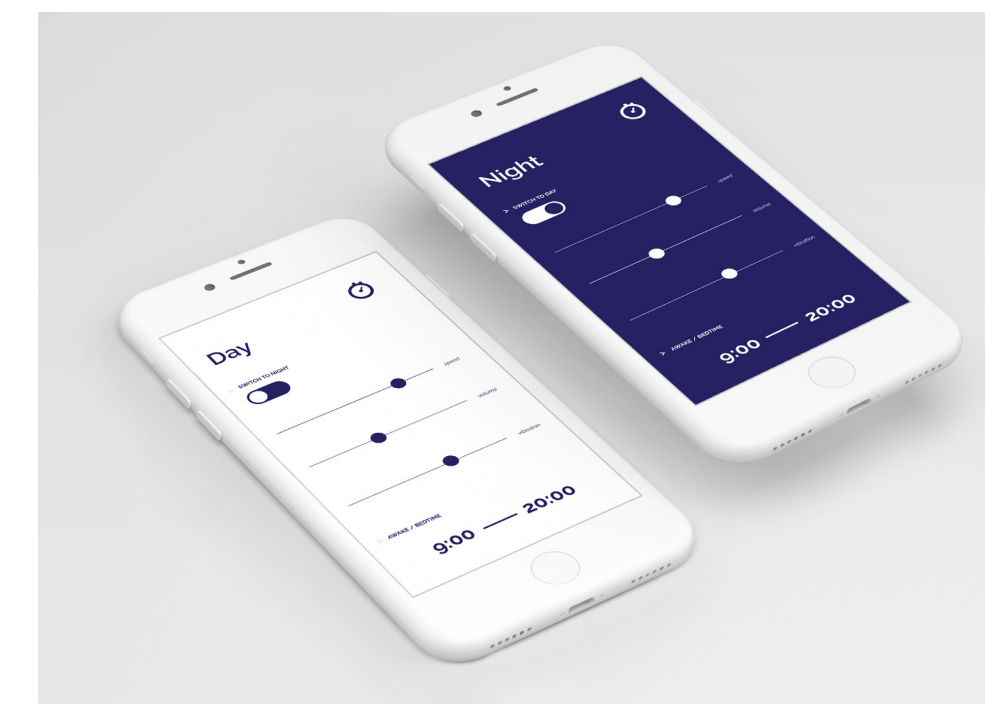 Night
SWITCH TO DAY
speed
volume
vibration
AWAKE / BEDTIME
9:00 — 20:00
Day
SWITCH TO NIGHT
speed
volume
vibration
AWAKE / BEDTIME
9:00 — 20:00